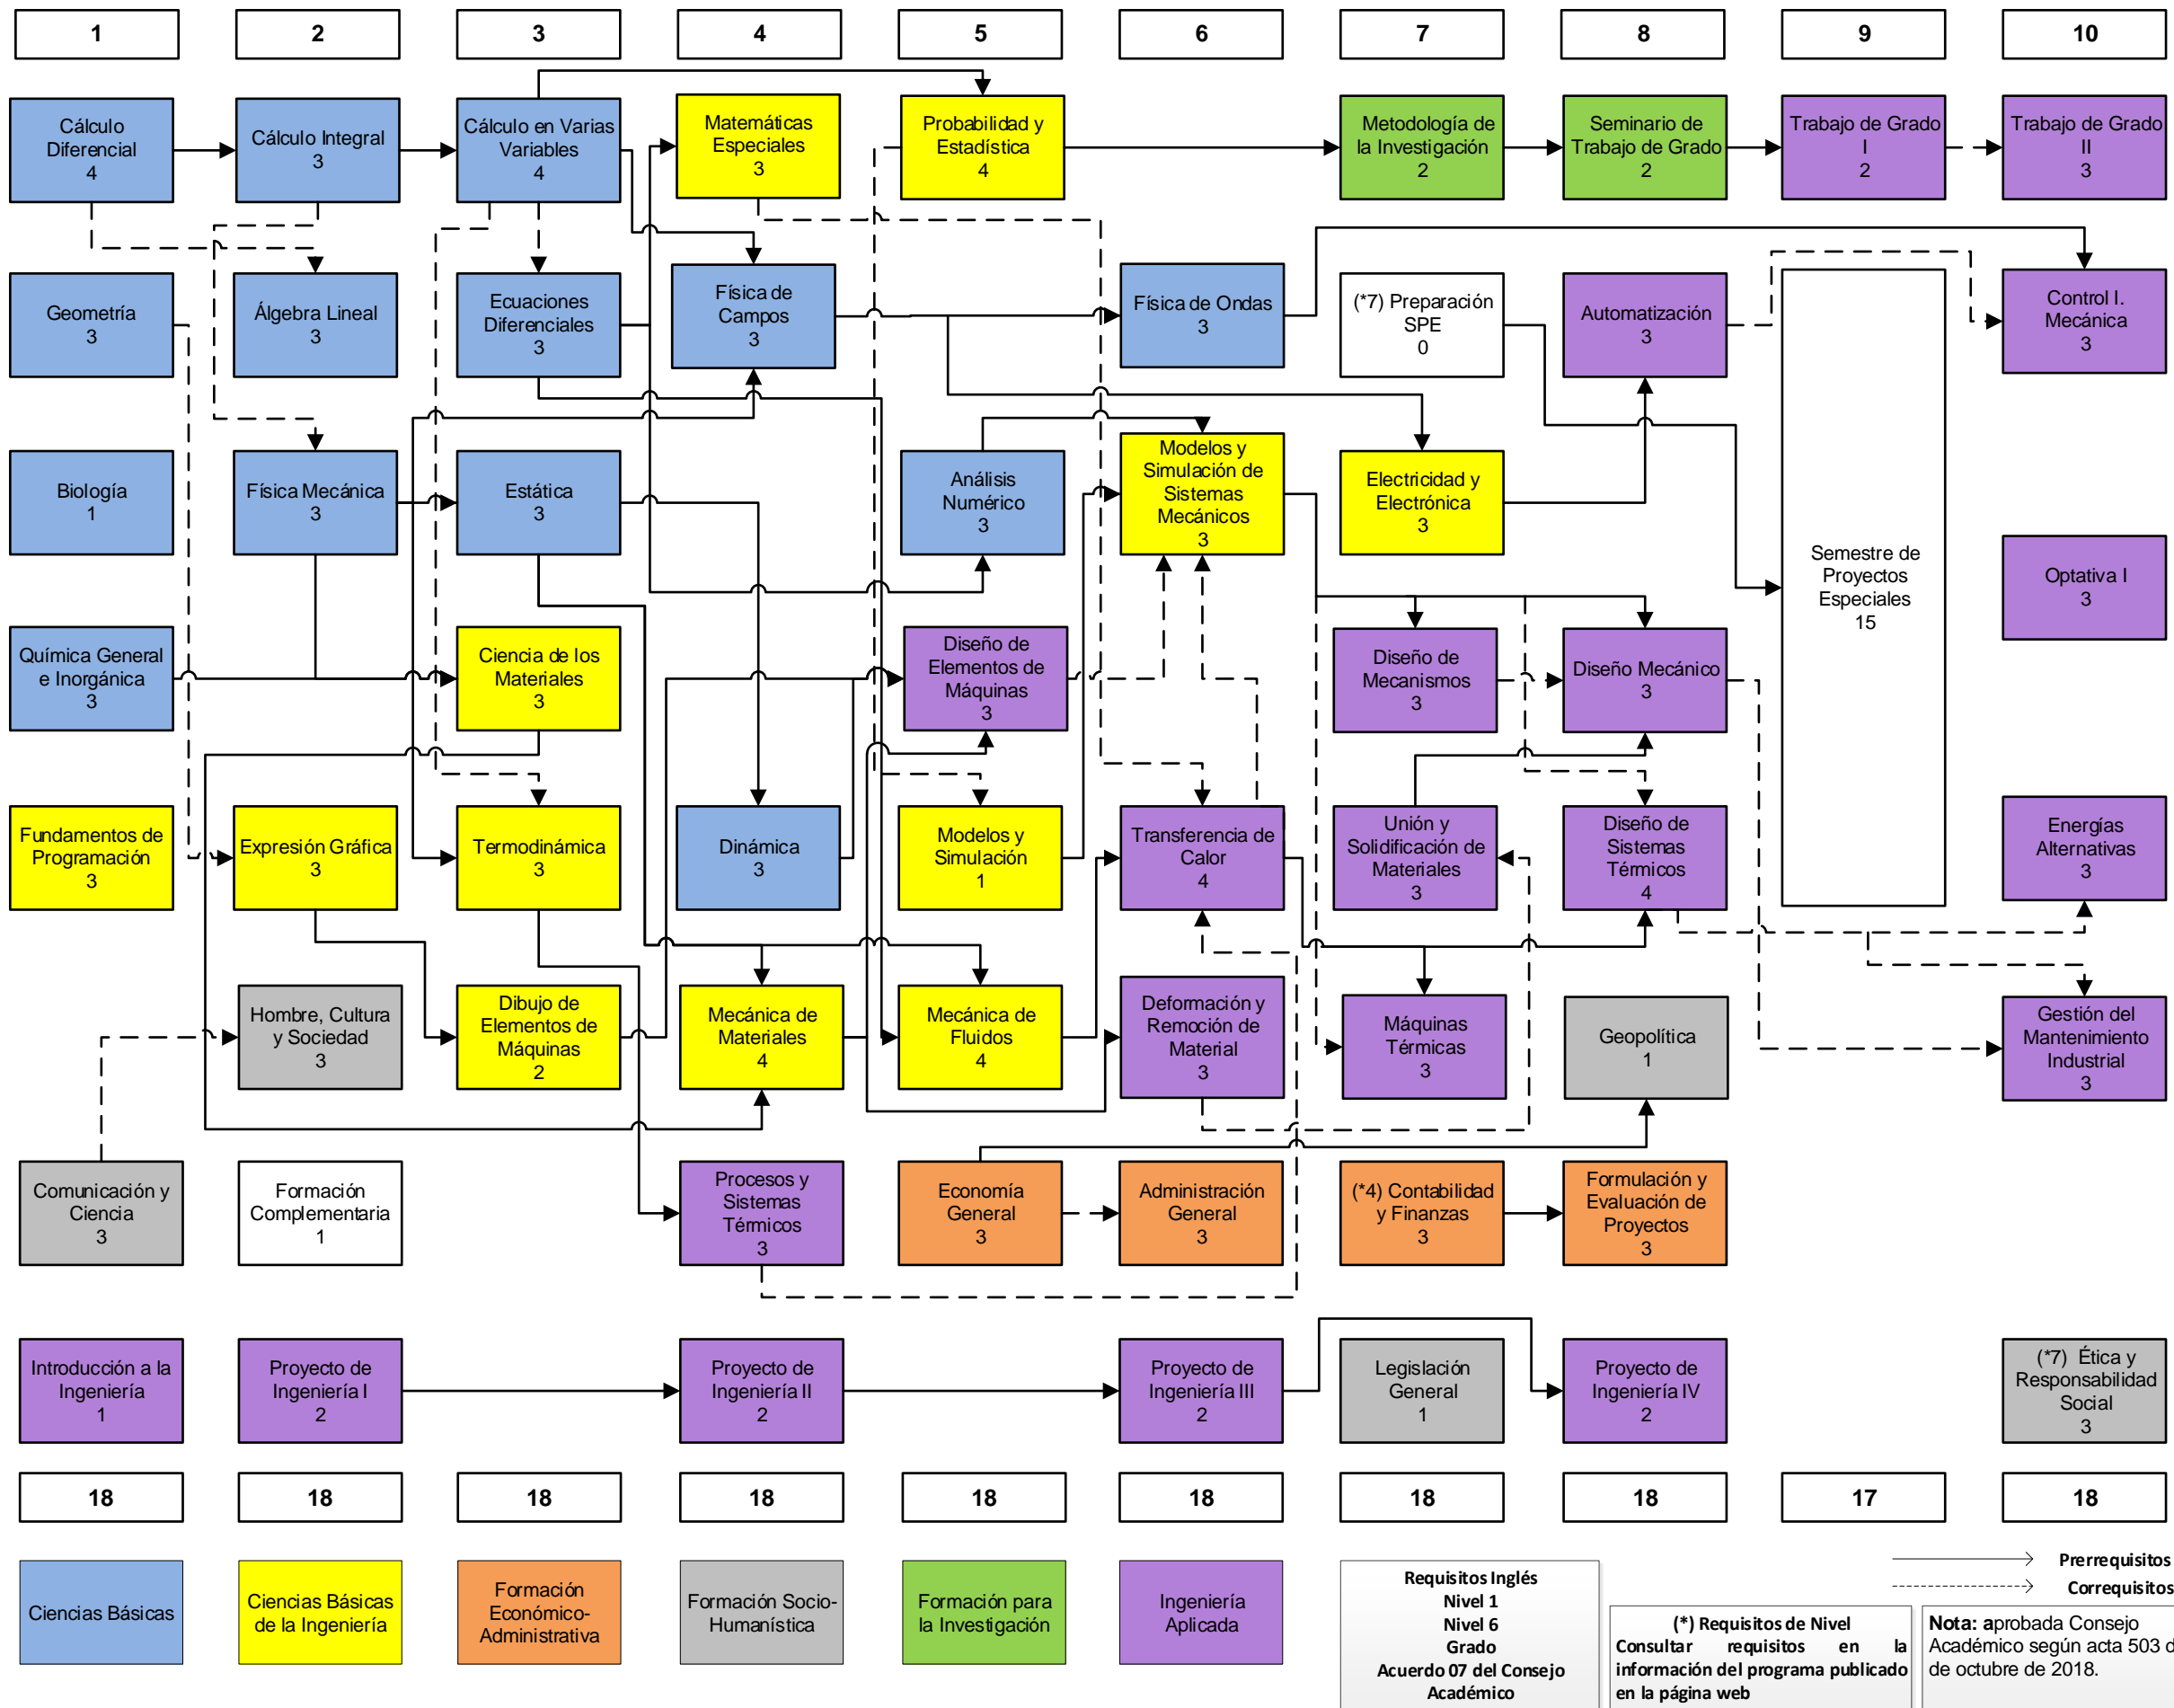 1
2
3
4
5
6
7
8
9
10
Cálculo
Diferencial
4
Cálculo Integral
3
Cálculo en Varias
Variables
4
Matemáticas
Especiales
3
Probabilidad y
Estadística
4
Metodología de
la Investigación
2
Seminario de
Trabajo de Grado
2
Trabajo de Grado
I
2
Trabajo de Grado
II
3
Geometría
3
Álgebra Lineal
3
Ecuaciones
Diferenciales
3
Física de
Campos
3
Física de Ondas
3
(*7) Preparación
SPE
0
Automatización
3
Control I.
Mecánica
3
Biología
1
Física Mecánica
3
Estática
3
Análisis
Numérico
3
Modelos y
Simulación de
Sistemas
Mecánicos
3
Electricidad y
Electrónica
3
Semestre de
Proyectos
Especiales
15
Optativa I
3
Química General
e Inorgánica
3
Ciencia de los
Materiales
3
Diseño de
Elementos de
Máquinas
3
Diseño de
Mecanismos
3
Diseño Mecánico
3
Fundamentos de
Programación
3
Expresión Gráfica
3
Termodinámica
3
Dinámica
3
Modelos y
Simulación
1
Transferencia de
Calor
4
Unión y
Solidificación de
Materiales
3
Diseño de
Sistemas
Térmicos
4
Energías
Alternativas
3
Hombre, Cultura
y Sociedad
3
Dibujo de
Elementos de
Máquinas
2
Mecánica de
Materiales
4
Mecánica de
Fluidos
4
Deformación y
Remoción de
Material
3
Máquinas
Térmicas
3
Geopolítica
1
Gestión del
Mantenimiento
Industrial
3
Comunicación y
Ciencia
3
Formación
Complementaria
1
Procesos y
Sistemas
Térmicos
3
Economía
General
3
Administración
General
3
(*4) Contabilidad
y Finanzas
3
Formulación y
Evaluación de
Proyectos
3
Introducción a la
Ingeniería
1
Proyecto de
Ingeniería I
2
Proyecto de
Ingeniería II
2
Proyecto de
Ingeniería III
2
Legislación
General
1
Proyecto de
Ingeniería IV
2
(*7) Ética y
Responsabilidad
Social
3
18
18
18
18
18
18
18
18
17
18
Ciencias Básicas
Ciencias Básicas
de la Ingeniería
Formación
Económico-
Administrativa
Formación Socio-
Humanística
Formación para
la Investigación
Ingeniería
Aplicada
Requisitos Inglés
Nivel 1
Nivel 6
Grado
Acuerdo 07 del Consejo
Académico
Prerrequisitos
Correquisitos
(*) Requisitos de Nivel
Consultar requisitos en la
información del programa publicado
en la página web
Nota: aprobada Consejo
Académico según acta 503
de octubre de 2018.